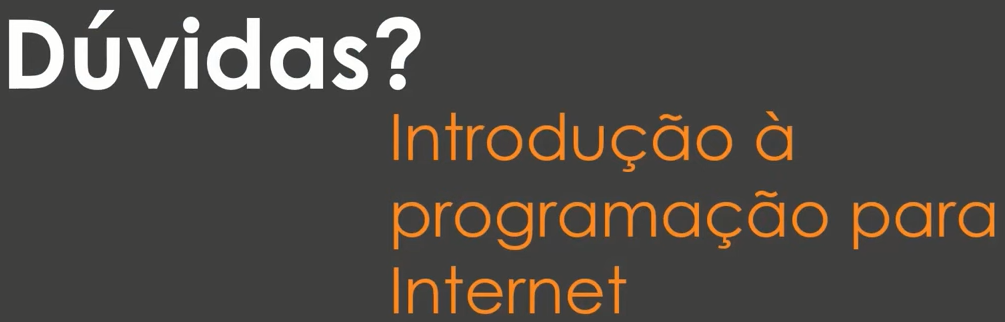 Dúvidas?
Introdução à
programação para
Internet